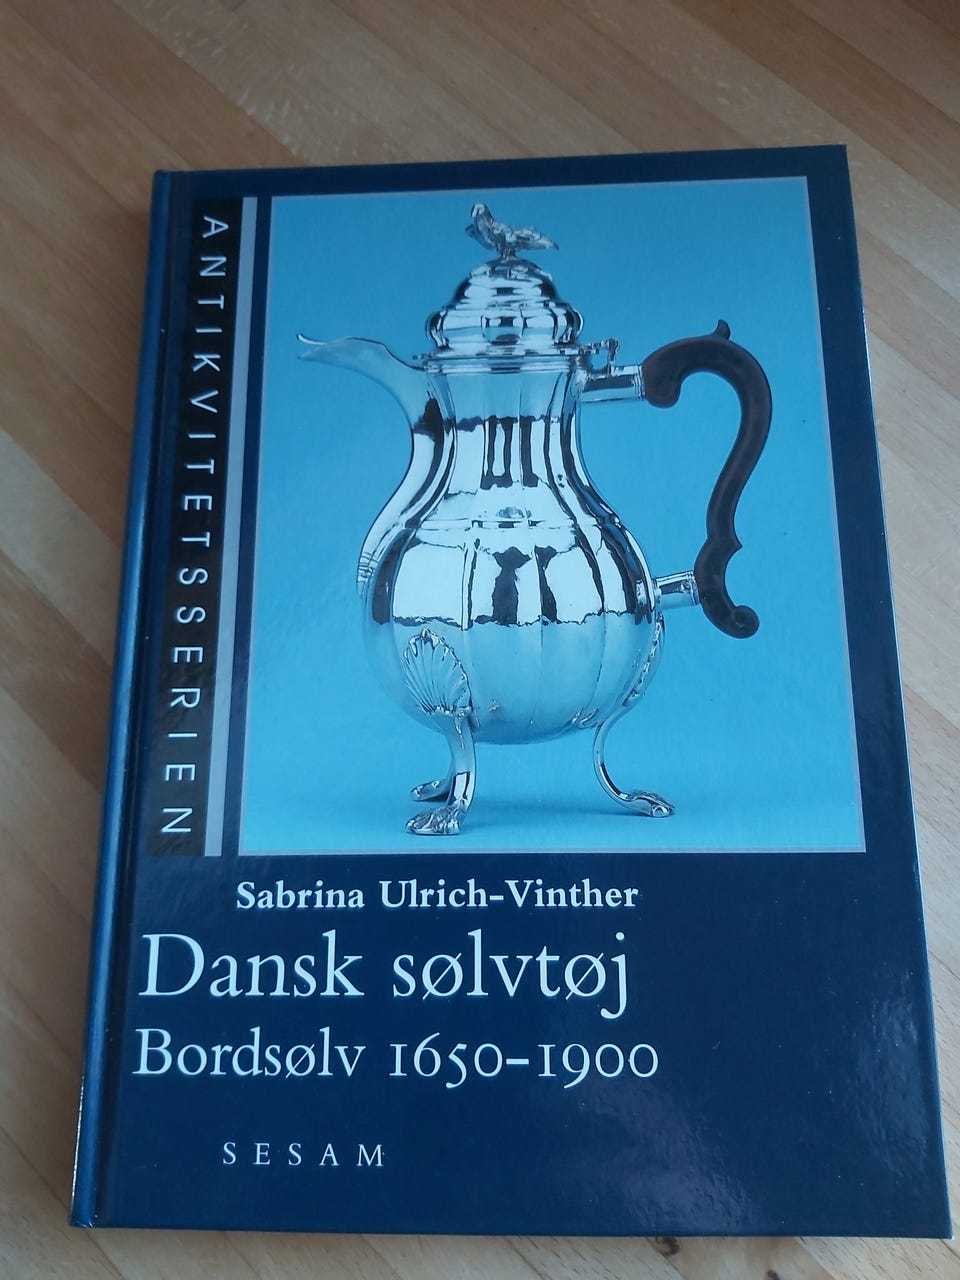 ANTIKVITETSSERIEN
Sabrina Ulrich-Vinther
Dansk sølvtøj
Bordsølv 1650-1900
SESAM